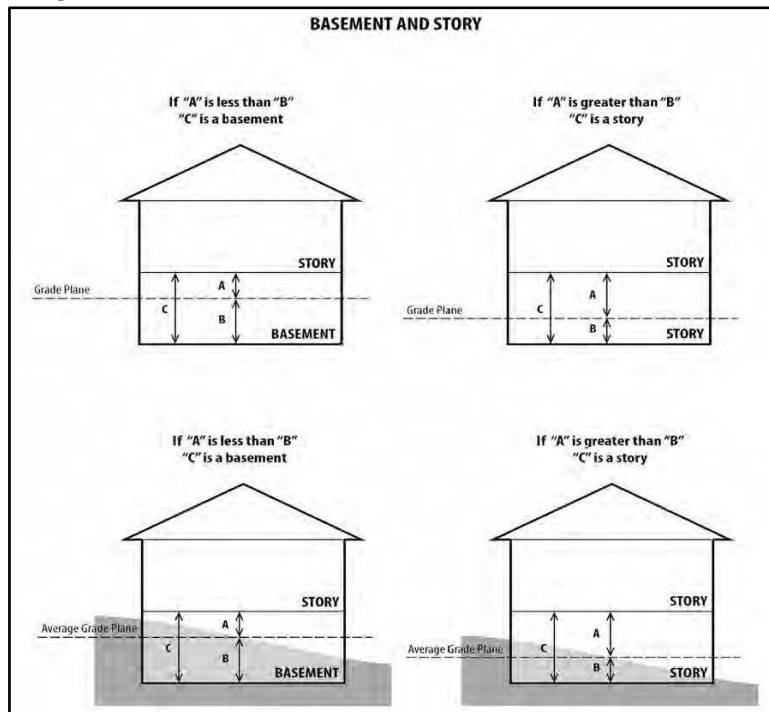 BASEMENT AND STORY
If "A" is less than "B"
"C" is a basement
STORY
A
Grade Plane
C
B
BASEMENT
If "A" is greater than "B"
"C" is a story
STORY
A
Grade Plane
C
B
STORY
If "A" is less than "B"
"C" is a basement
STORY
A
Average Grade Plane
C
B
BASEMENT
If "A" is greater than "B"
"C" is a story
STORY
A
C
Average Grade Plane
B
STORY